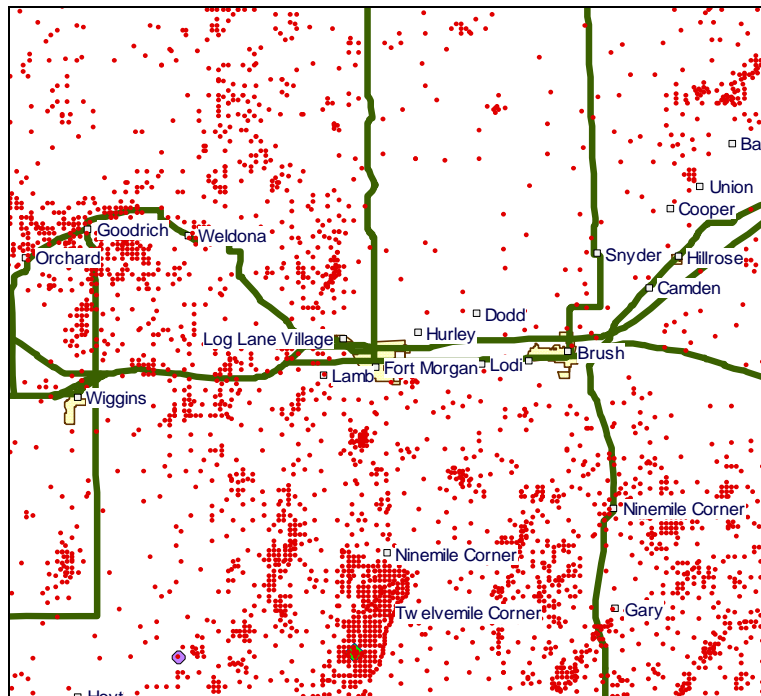 Ba
Union
Cooper
Goodrich
Weldona
Orchard
Snyder
Hillrose
Camden
Dodd
Hurley
Log Lane Village
Brush
Lamb
Fort Morgan
Lodi
Wiggins
Ninemile Corner
Ninemile Corner
Twelvemile Corner
Gary
Hoyt